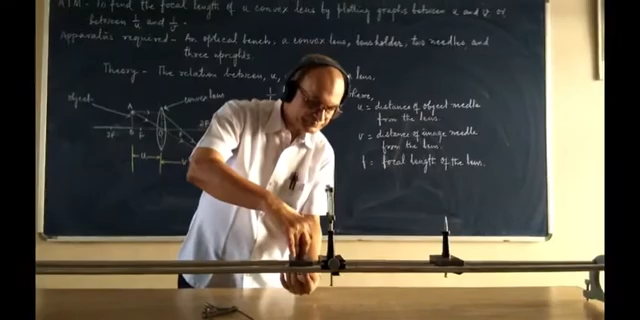 AIM - To find the focal length of a convex lens by plotting graphs between u and v or
between 1/u and 1/v.
Apparatus required - An optical bench, a convex lens, lensholder, two needles and
three uprights.
Theory - The relation between, u, lens,
object
convex lens
A
2F
B
u
v
2F
u = distance of object needle
from the lens.
v = distance of image needle
from the lens.
f = focal length of the lens.